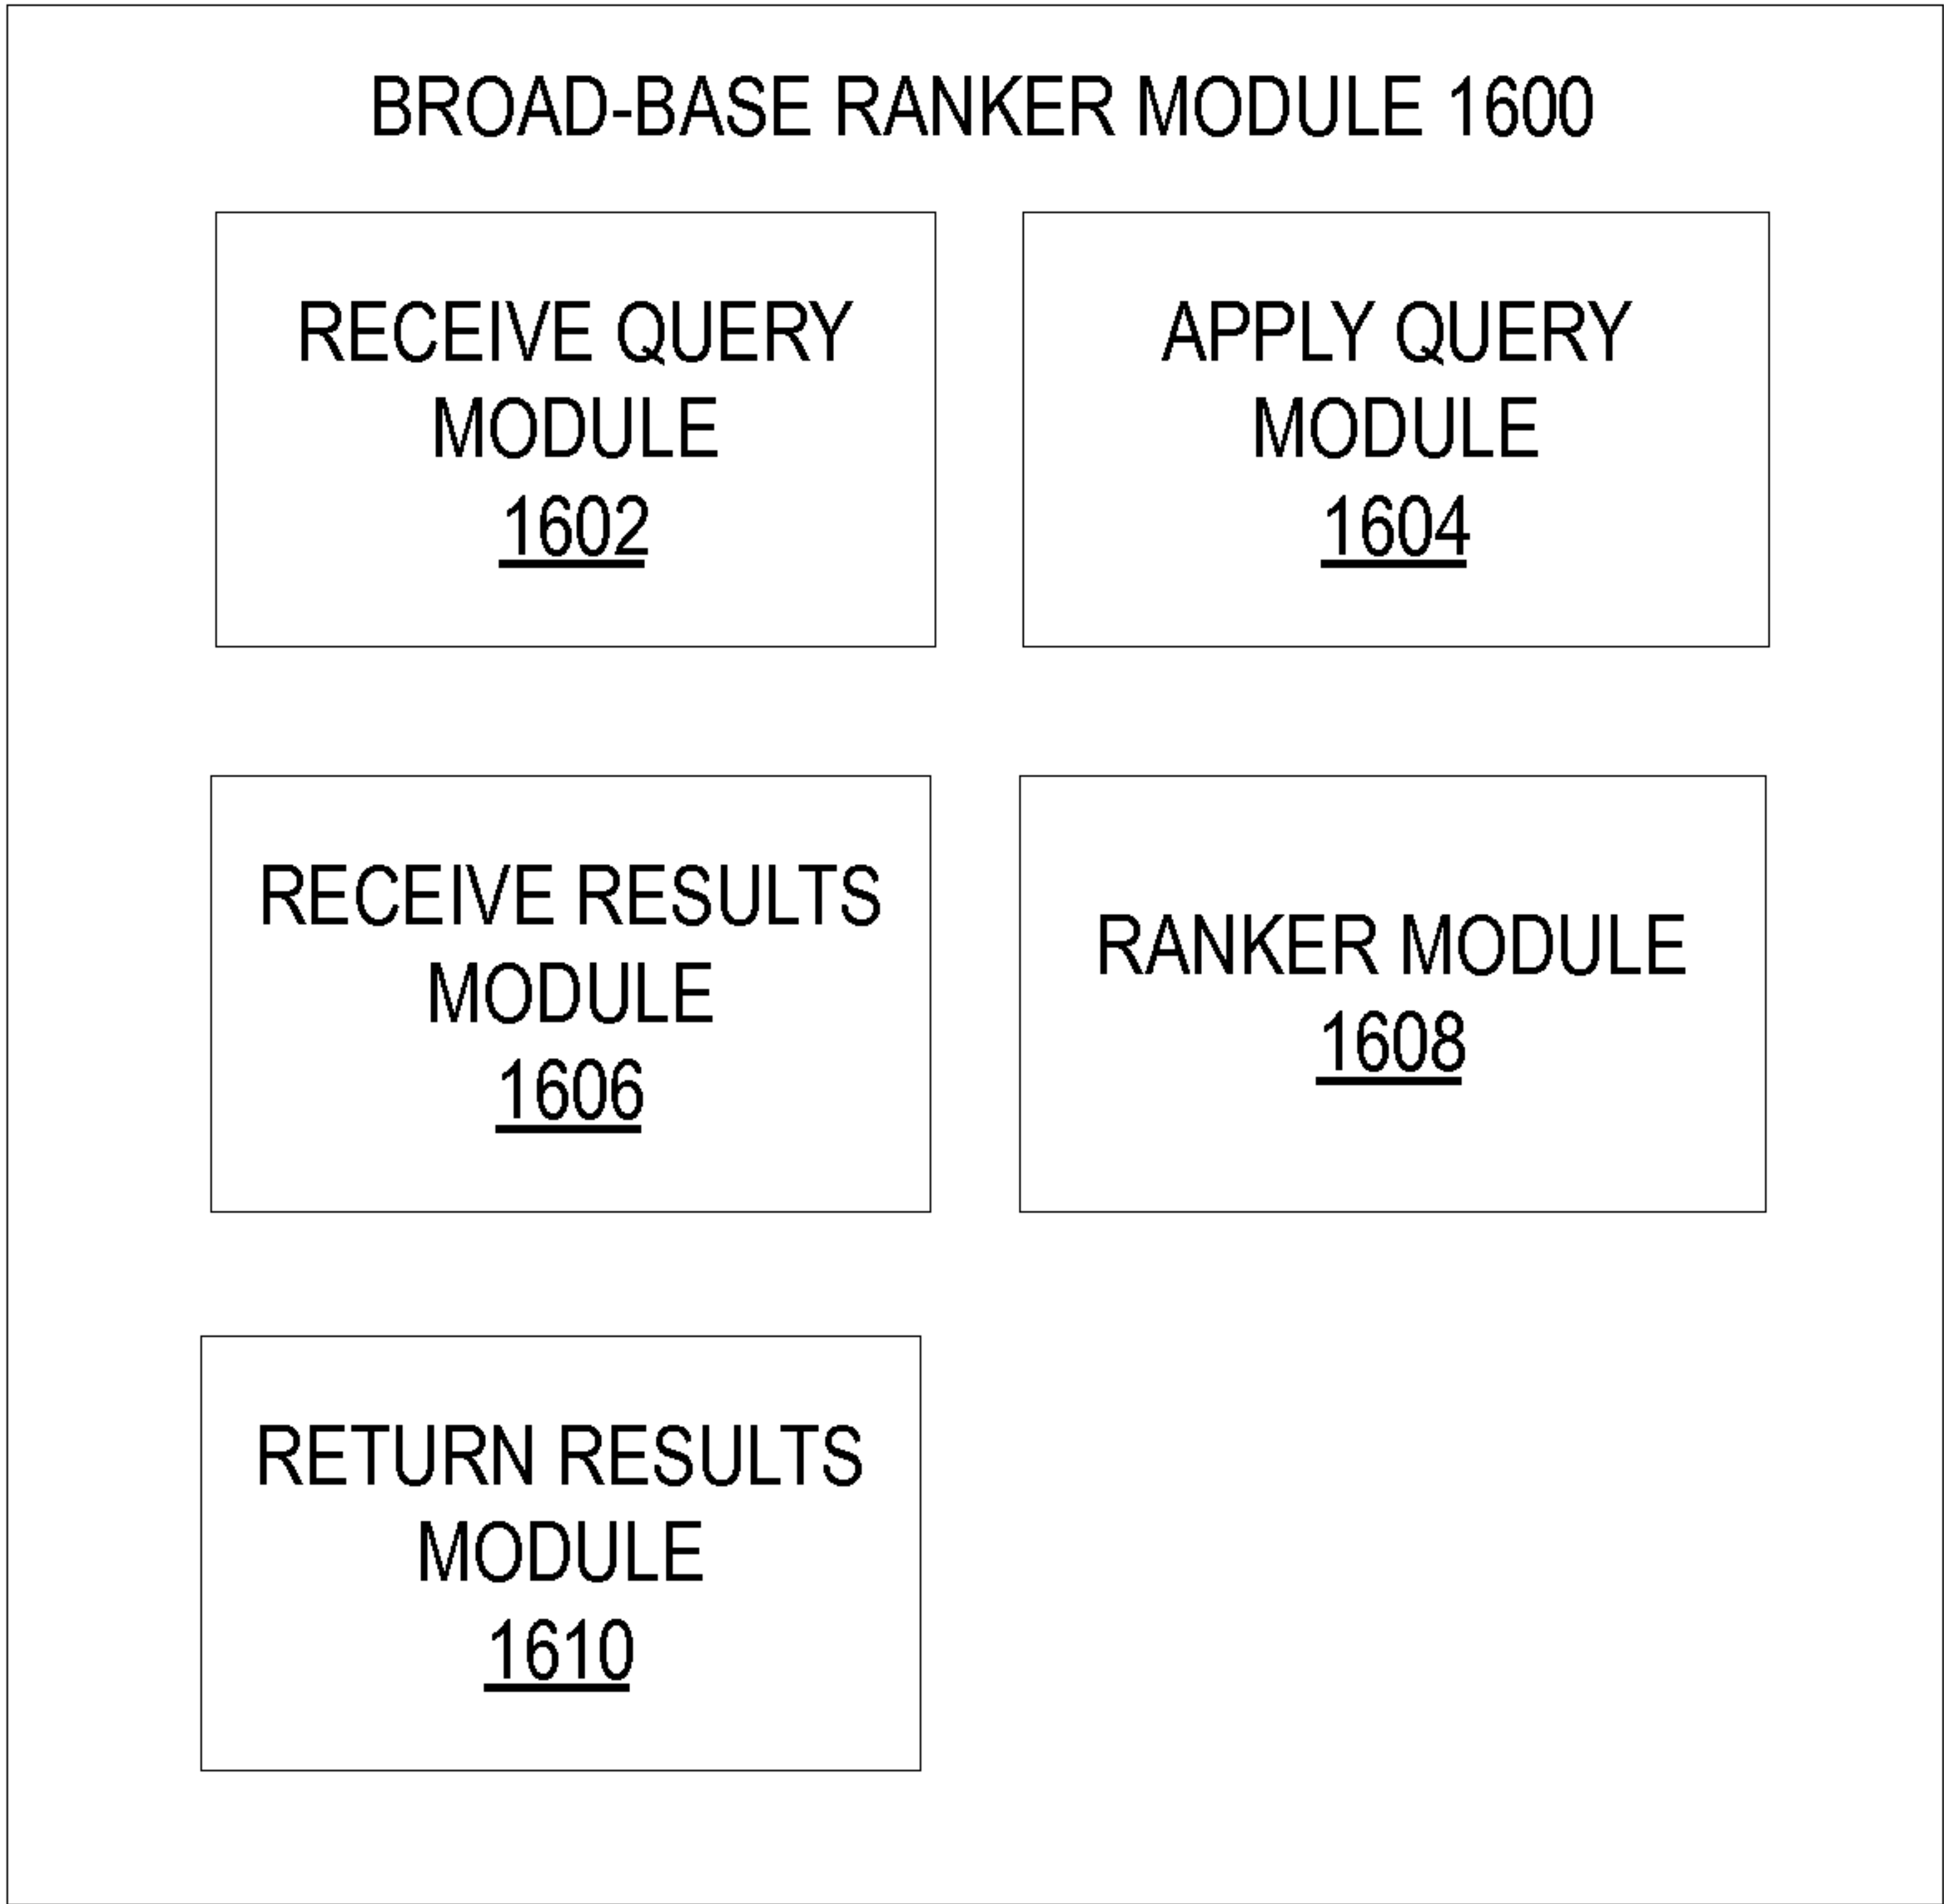 BROAD-BASE RANKER MODULE 1600
RECEIVE QUERY
MODULE
1602
APPLY QUERY
MODULE
1604
RECEIVE RESULTS
MODULE
1606
RANKER MODULE
1608
RETURN RESULTS
MODULE
1610